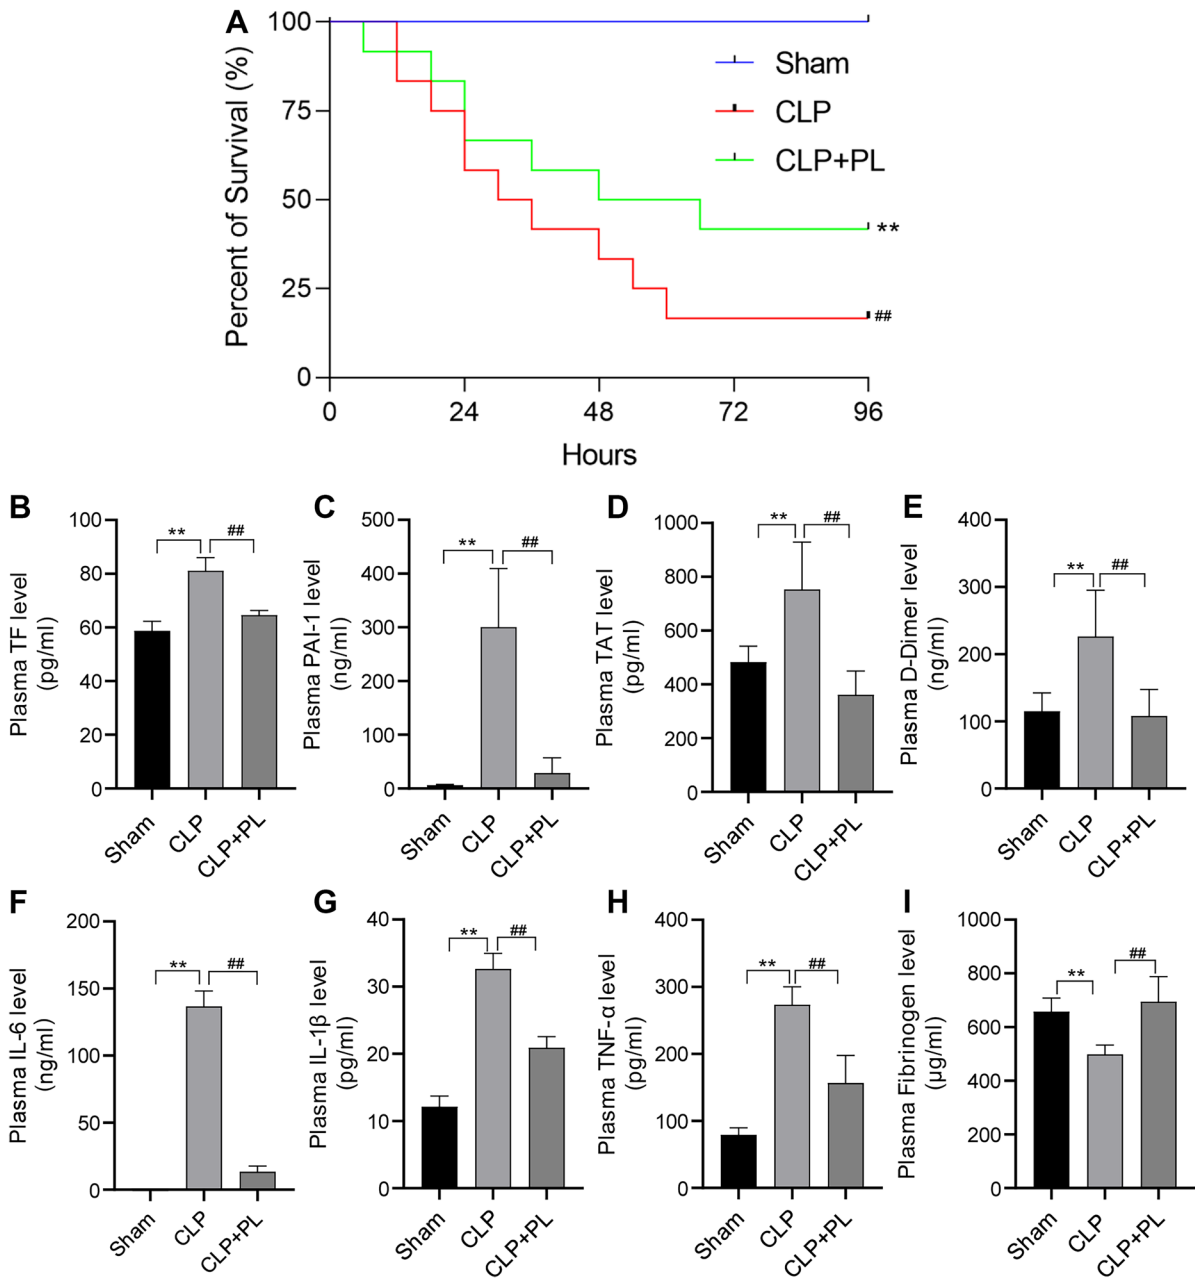 A
Percent of Survival (%)
100
75
50
25
0
0 24 48 72 96
Hours
Sham
CLP
CLP+PL
**
##
B
Plasma TF level
(pg/ml)
100
80
60
40
20
0
** ##
Sham CLP CLP+PL
C
Plasma PAI-1 level
(ng/ml)
500
400
300
200
100
0
** ##
Sham CLP CLP+PL
D
Plasma TAT level
(pg/ml)
1000
800
600
400
200
0
** ##
Sham CLP CLP+PL
E
Plasma D-Dimer level
(ng/ml)
400
300
200
100
0
** ##
Sham CLP CLP+PL
F
Plasma IL-6 level
(ng/ml)
200
150
100
50
0
** ##
Sham CLP CLP+PL
G
Plasma IL-1β level
(pg/ml)
40
30
20
10
0
** ##
Sham CLP CLP+PL
H
Plasma TNF-α level
(pg/ml)
400
300
200
100
0
** ##
Sham CLP CLP+PL
I
Plasma Fibrinogen level
(μg/ml)
1000
800
600
400
200
0
** ##
Sham CLP CLP+PL